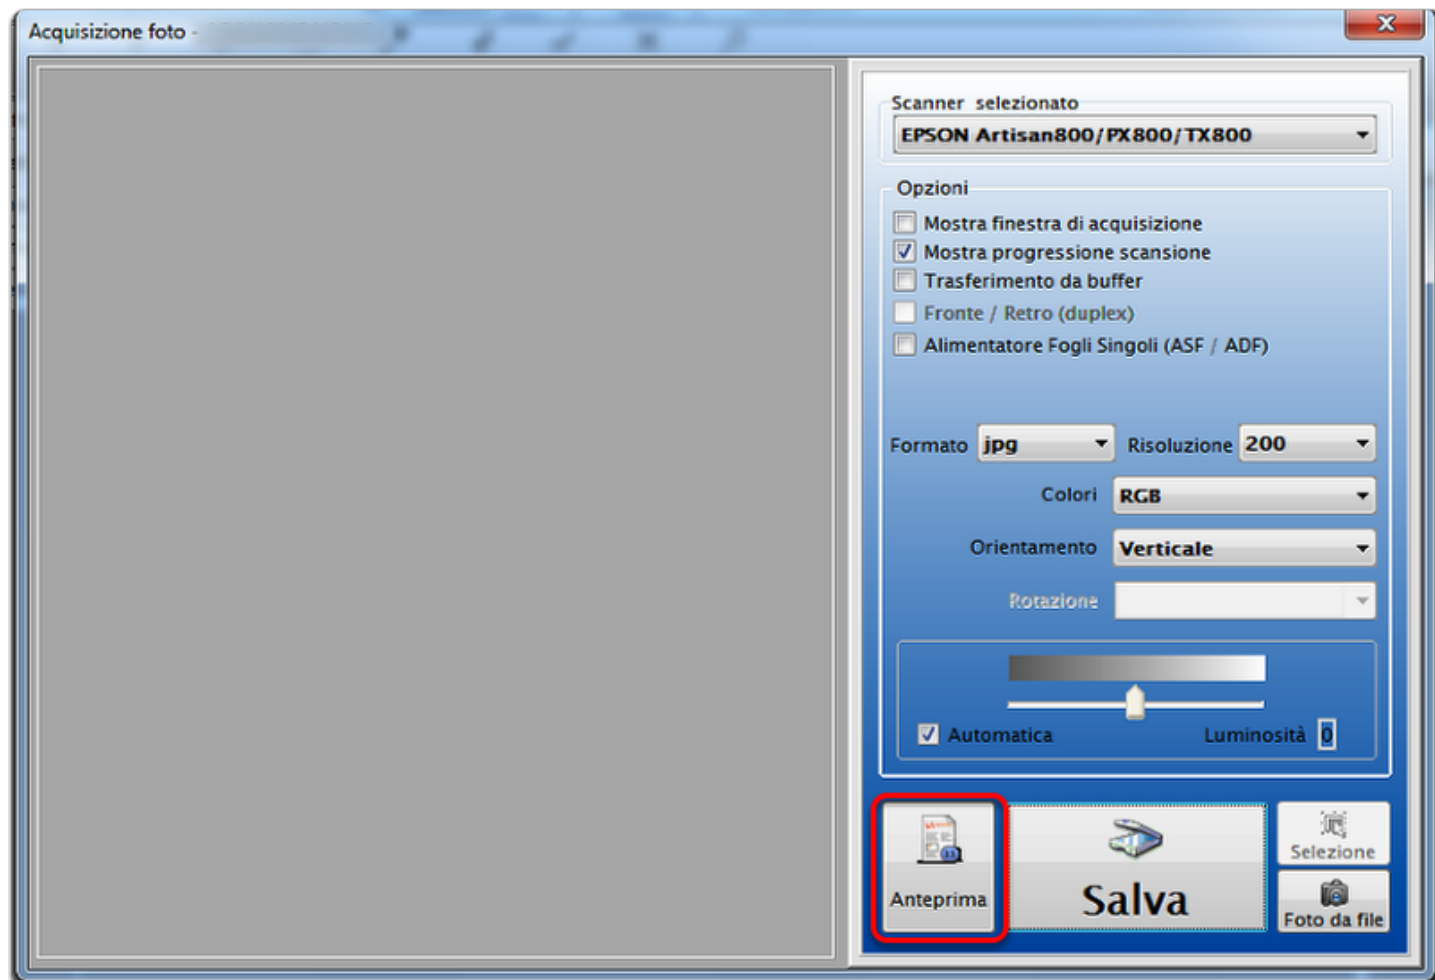 Acquisizione foto -
Scanner selezionato
EPSON Artisan800/PX800/TX800
Opzioni
Mostra finestra di acquisizione
Mostra progressione scansione
Trasferimento da buffer
Fronte / Retro (duplex)
Alimentatore Fogli Singoli (ASF / ADF)
Formato jpg Risoluzione 200
Colori RGB
Orientamento Verticale
Rotazione
Automatica Luminosità 0
Anteprima
Salva
Selezione
Foto da file